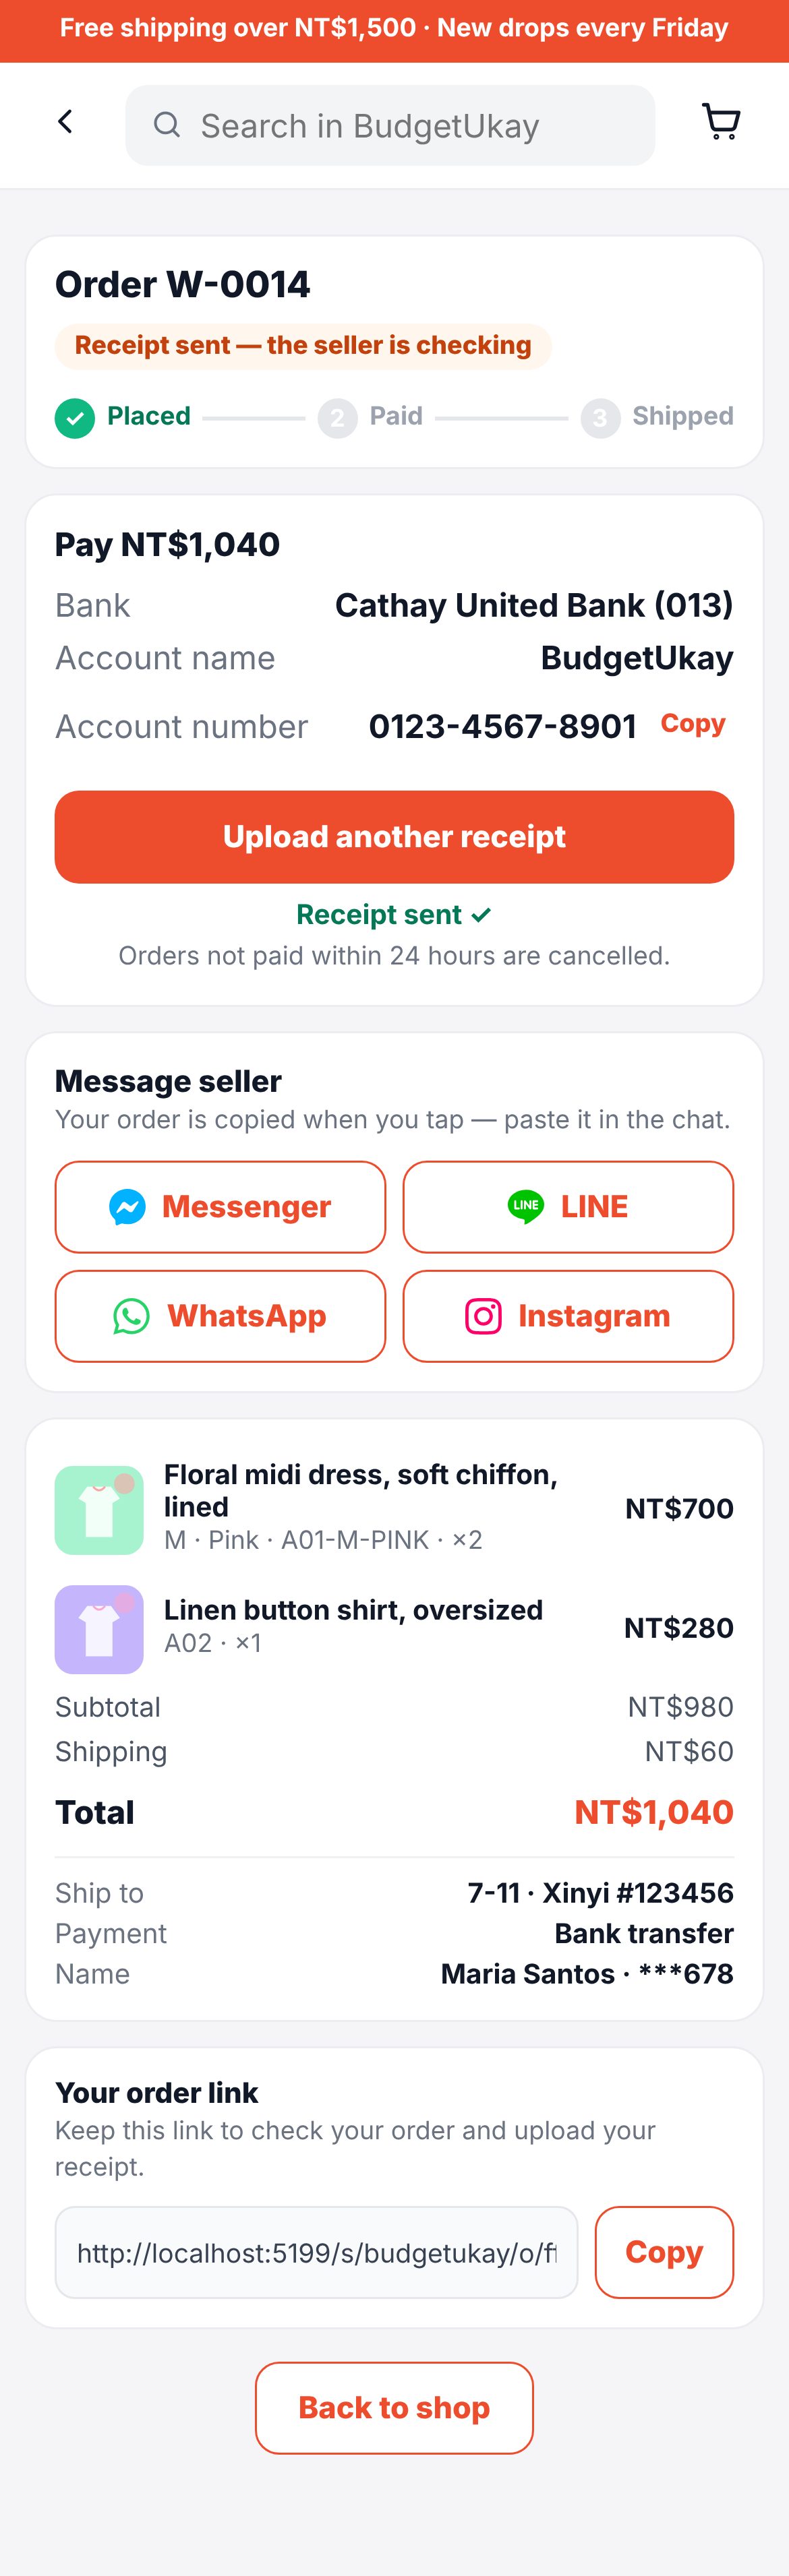 Free shipping over NT$1,500 · New drops every Friday
Search in BudgetUkay
Order W-0014
Receipt sent — the seller is checking
Placed 2 Paid 3 Shipped
Pay NT$1,040
Bank Cathay United Bank (013)
Account name BudgetUkay
Account number 0123-4567-8901 Copy
Upload another receipt
Receipt sent ✓
Orders not paid within 24 hours are cancelled.
Message seller
Your order is copied when you tap — paste it in the chat.
Messenger LINE LINE
WhatsApp Instagram
Floral midi dress, soft chiffon,
lined
M · Pink · A01-M-PINK · ×2
NT$700
Linen button shirt, oversized
A02 · ×1
NT$280
Subtotal NT$980
Shipping NT$60
Total NT$1,040
Ship to 7-11 · Xinyi #123456
Payment Bank transfer
Name Maria Santos · ***678
Your order link
Keep this link to check your order and upload your
receipt.
http://localhost:5199/s/budgetukay/o/f Copy
Back to shop